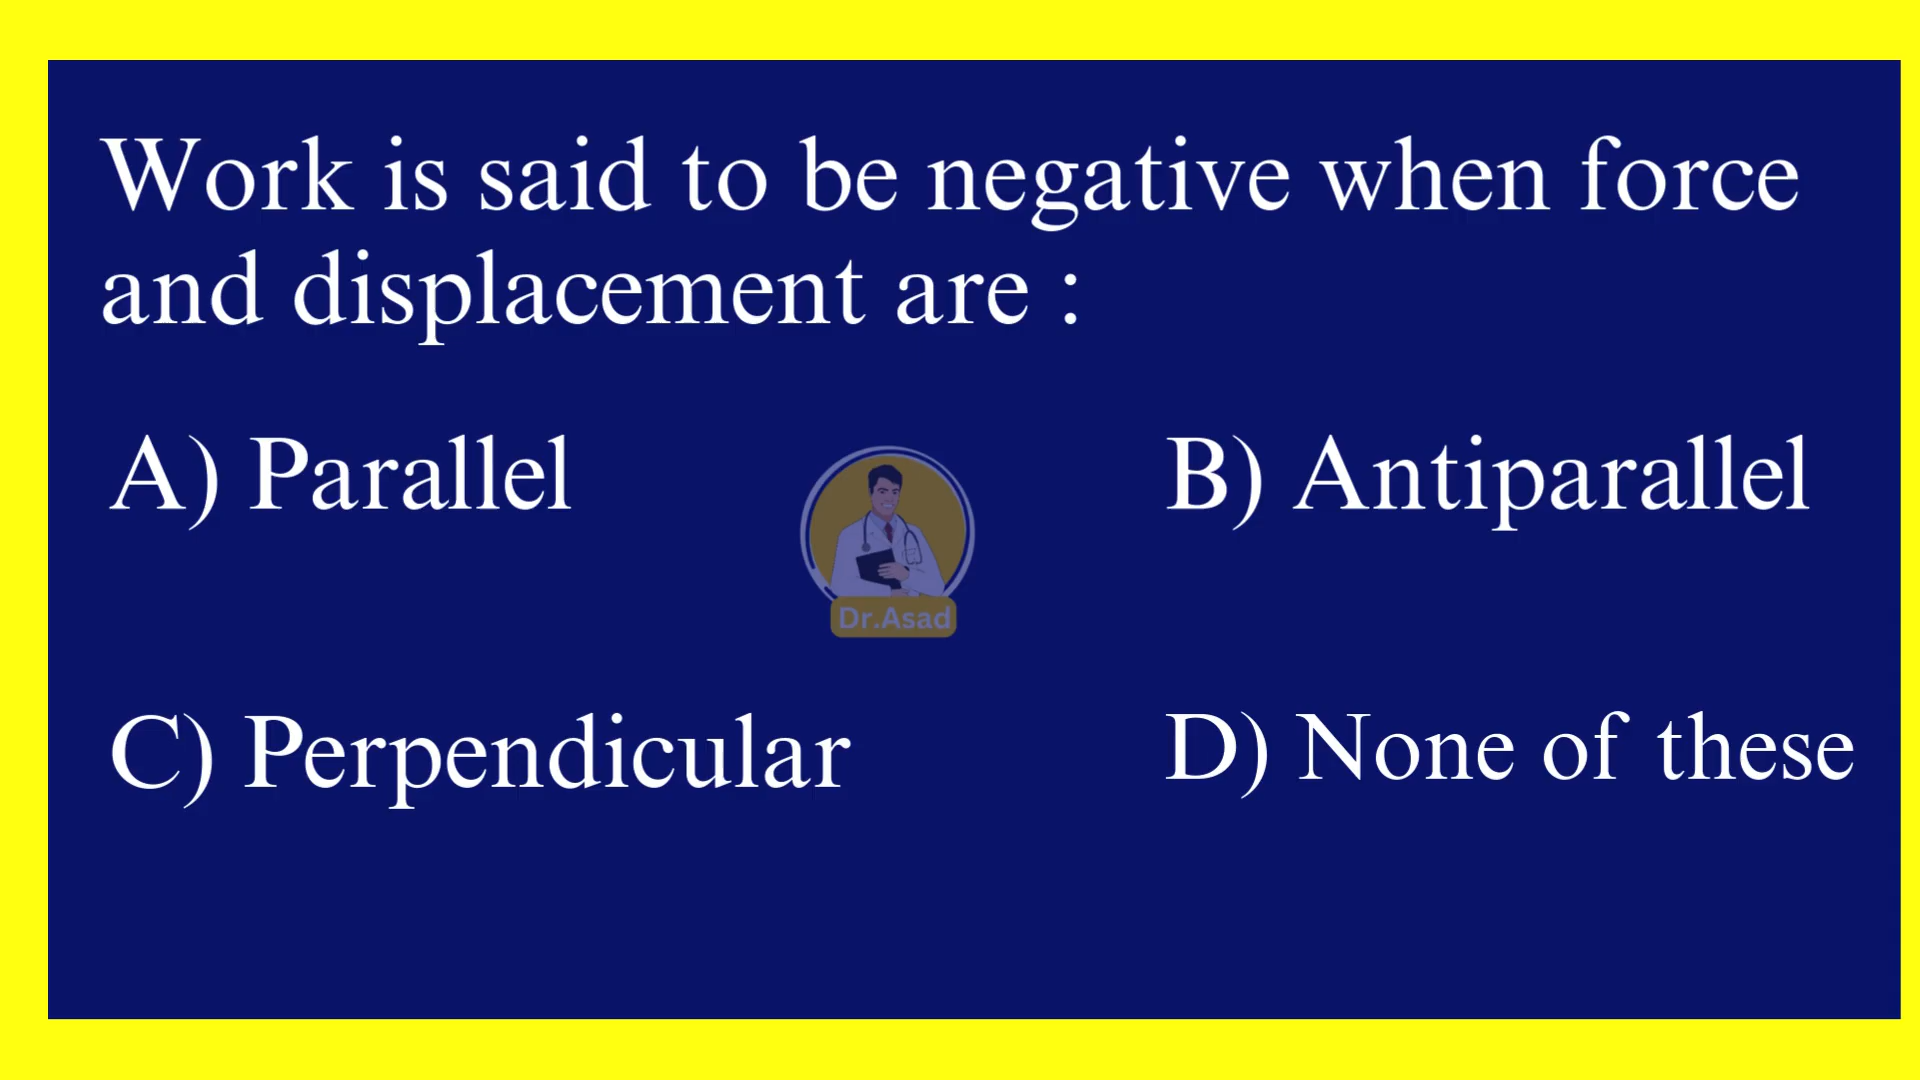 Work is said to be negative when force
and displacement are :
A) Parallel
B) Antiparallel
Dr.Asad
C) Perpendicular
D) None of these